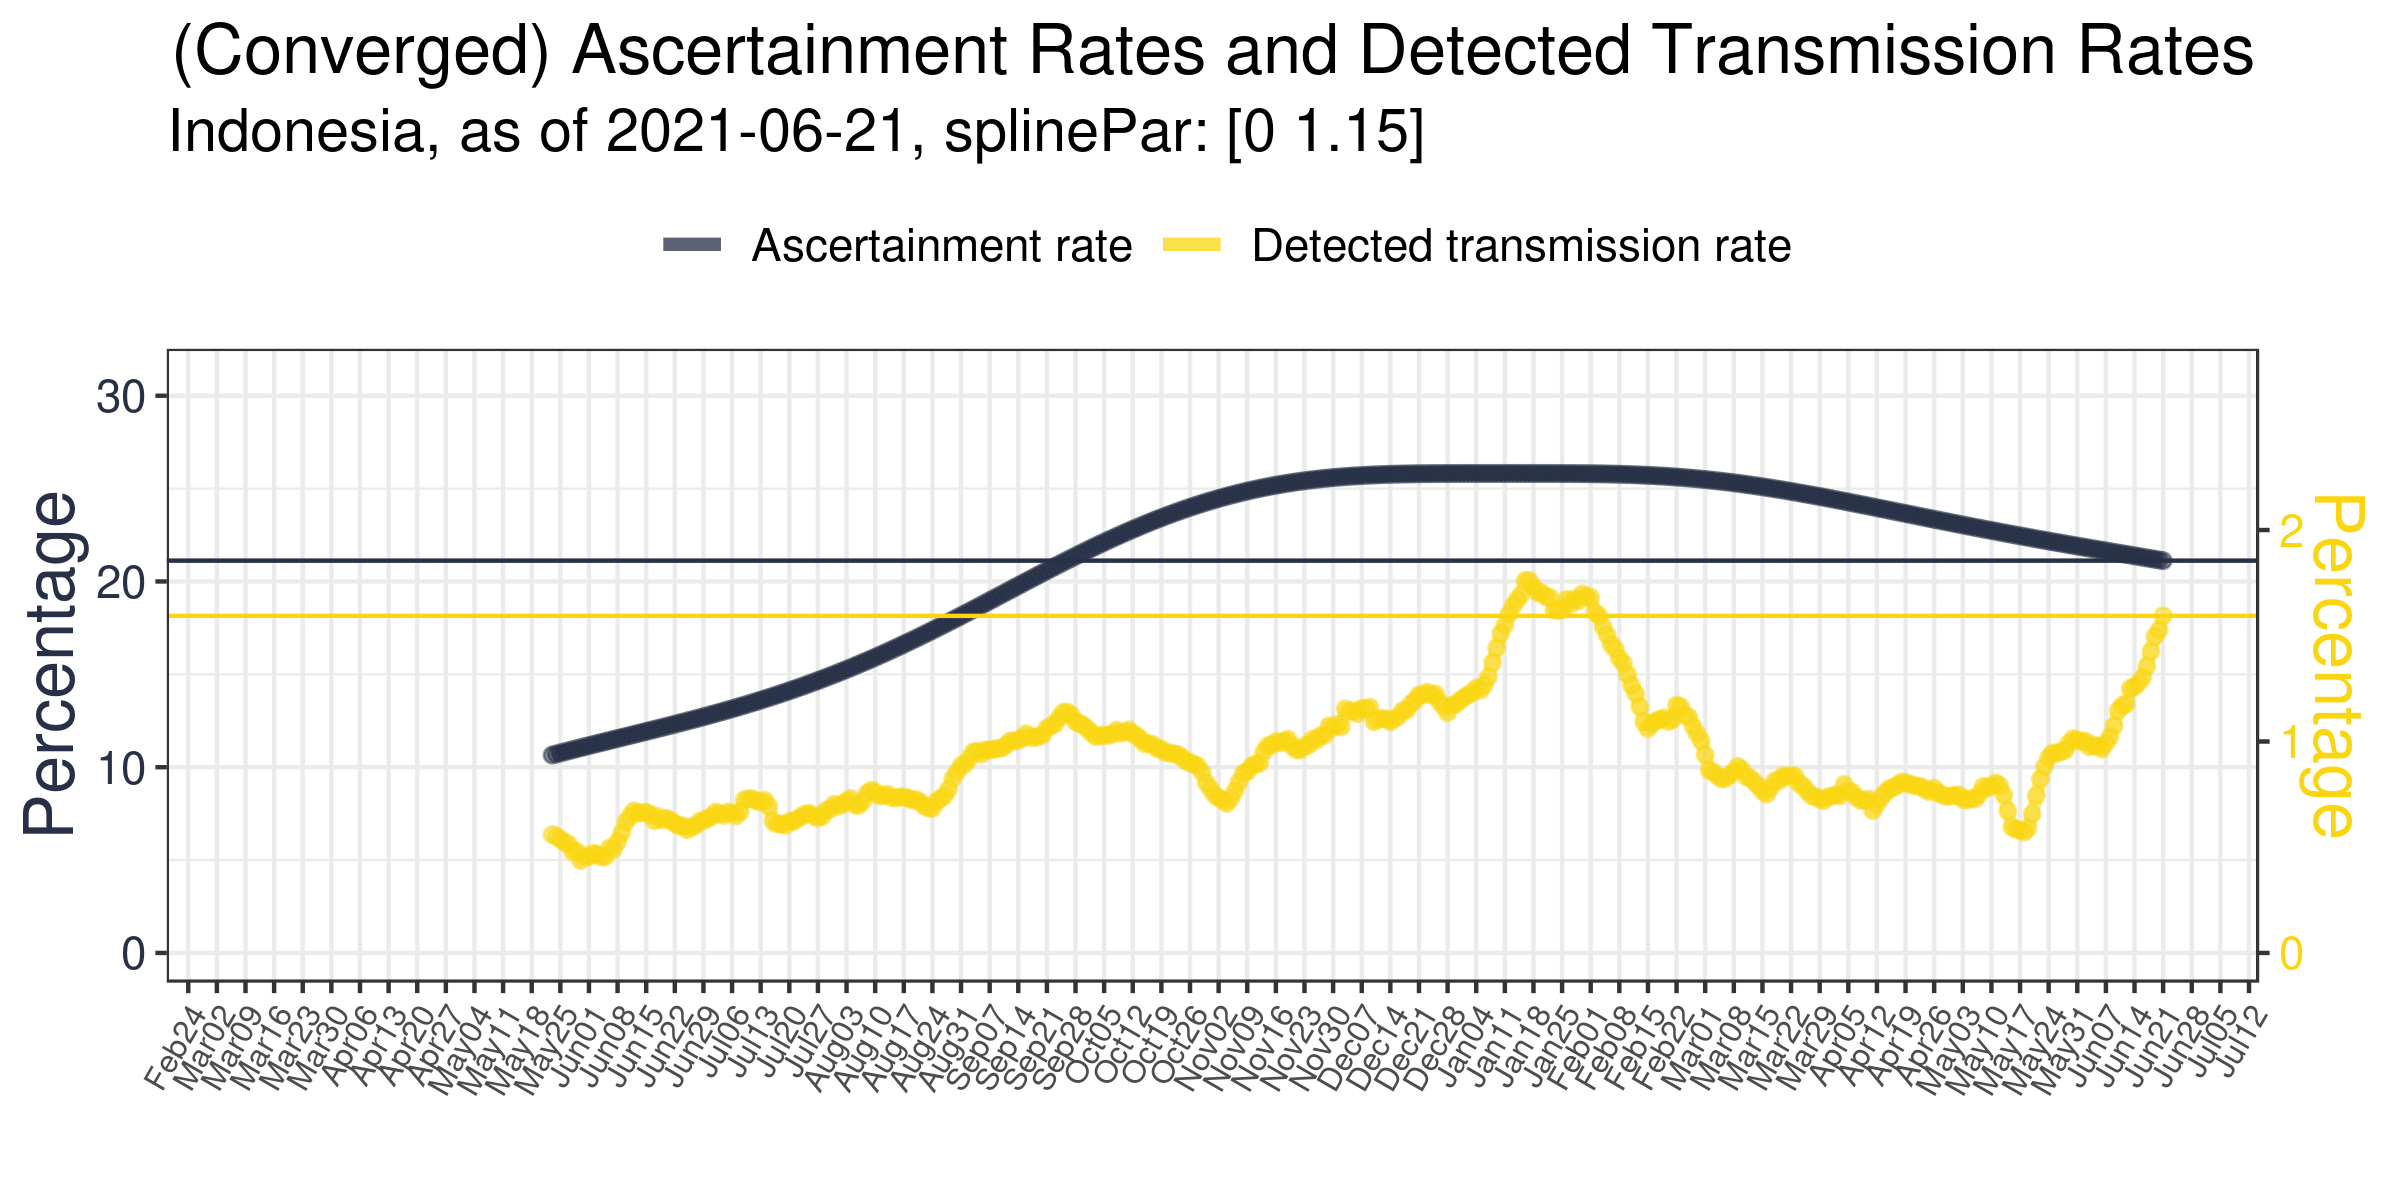 (Converged) Ascertainment Rates and Detected Transmission Rates
Indonesia, as of 2021-06-21, splinePar: [0 1.15]
Ascertainment rate
Detected transmission rate
Percentage
30
20
10
0
2
1
0
Percentage
Feb24
Mar02
Mar09
Mar16
Mar23
Mar30
Apr06
Apr13
Apr20
Apr27
May04
May11
May18
May25
Jun01
Jun08
Jun15
Jun22
Jun29
Jul06
Jul13
Jul20
Jul27
Aug03
Aug10
Aug17
Aug24
Aug31
Sep07
Sep14
Sep21
Sep28
Oct05
Oct12
Oct19
Oct26
Nov02
Nov09
Nov16
Nov23
Nov30
Dec07
Dec14
Dec21
Dec28
Jan04
Jan11
Jan18
Jan25
Feb01
Feb08
Feb15
Feb22
Mar01
Mar08
Mar15
Mar22
Mar29
Apr05
Apr12
Apr19
Apr26
May03
May10
May17
May24
May31
Jun07
Jun14
Jun21
Jun28
Jul05
Jul12